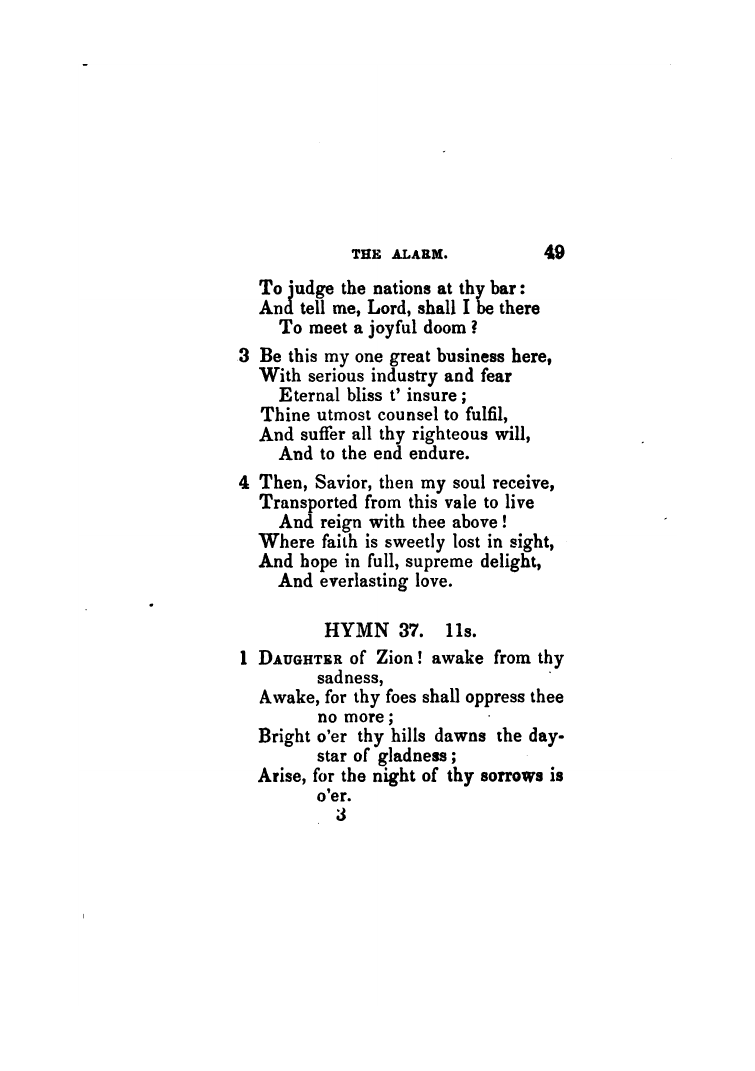 THE ALARM. 49
To judge the nations at thy bar:
And tell me, Lord, shall I be there
To meet a joyful doom?
3 Be this my one great business here,
With serious industry and fear
Eternal bliss t' insure;
Thine utmost counsel to fulfil,
And suffer all thy righteous will,
And to the end endure.
4 Then, Savior, then my soul receive,
Transported from this vale to live
And reign with thee above!
Where faith is sweetly lost in sight,
And hope in full, supreme delight,
And everlasting love.
HYMN 37. 11s.
1 DAUGHTER of Zion! awake from thy
sadness,
Awake, for thy foes shall oppress thee
no more;
Bright o'er thy hills dawns the day-
star of gladness;
Arise, for the night of thy sorrows is
o'er.
3